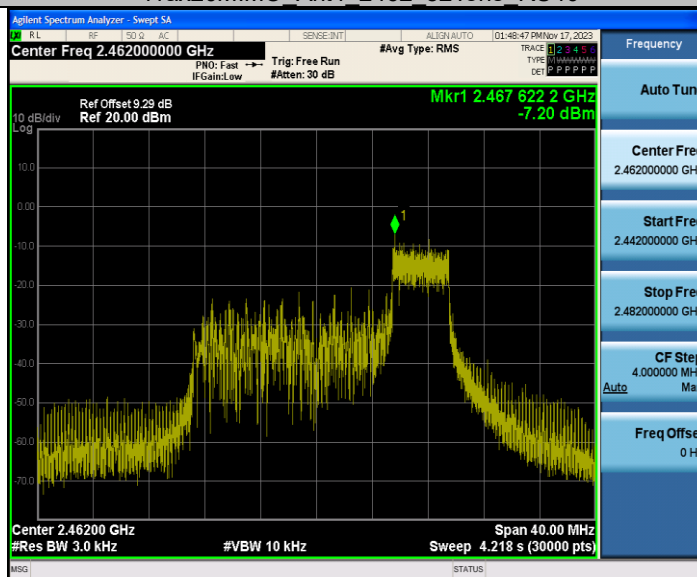 Agilent Spectrum Analyzer - Swept SA
RL RF 50 Ω AC SENSE:INT ALIGN AUTO 01:48:47 PM Nov 17, 2023
Center Freq 2.462000000 GHz
#Avg Type: RMS
TRACE 1 2 3 4 5 6
TYPE M W W W W W
DET P P P P P P
PNO: Fast
IFGain:Low
Trig: Free Run
#Atten: 30 dB
Frequency
Mkr1 2.467 622 2 GHz
-7.20 dBm
Ref Offset 9.29 dB
Ref 20.00 dBm
10 dB/div
Log
10.0
0.00
-10.0
-20.0
-30.0
-40.0
-50.0
-60.0
-70.0
1
Center 2.46200 GHz
Span 40.00 MHz
#Res BW 3.0 kHz
#VBW 10 kHz
Sweep 4.218 s (30000 pts)
MSG
STATUS
Auto Tun
Center Fre
2.462000000 GH
Start Fre
2.442000000 GH
Stop Fre
2.482000000 GH
CF Step
4.000000 MH
Auto Ma
Freq Offse
0 H